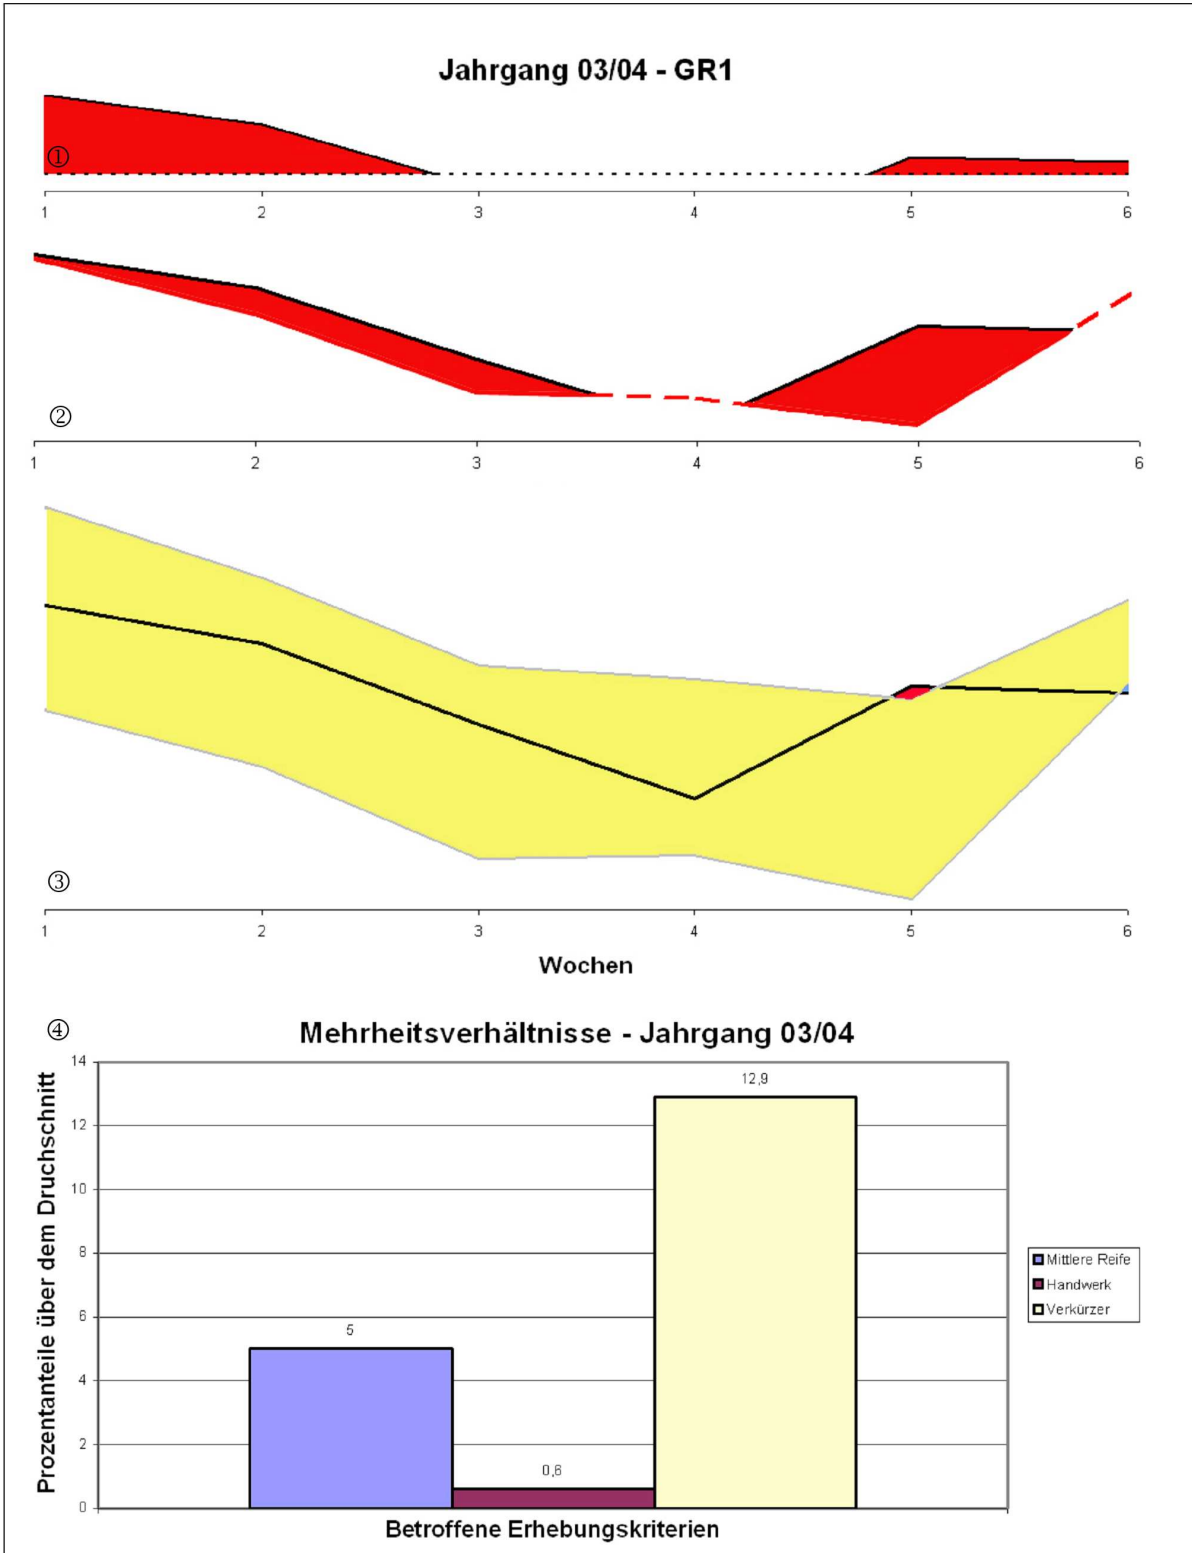 Jahrgang 03/04 - GR1
①
1 2 3 4 5 6
②
1 2 3 4 5 6
③
1 2 3 4 5 6
Wochen
④
Mehrheitsverhältnisse - Jahrgang 03/04
Prozentanteile über dem Druchschnitt
14
12,9
12
10
8
6
5
4
2
0,6
0
Mittlere Reife
Handwerk
Verkürzer
Betroffene Erhebungskriterien